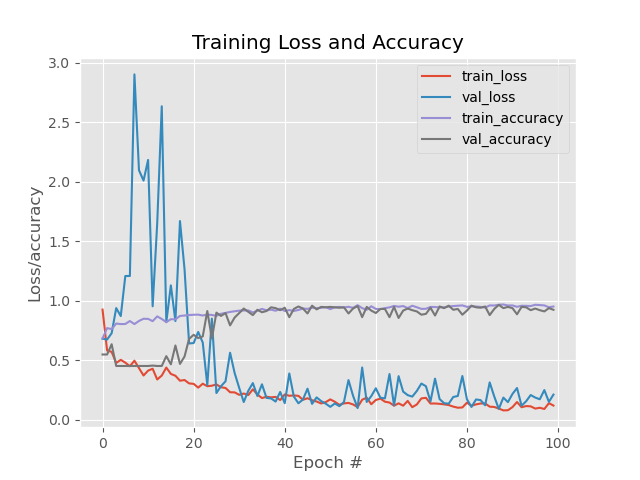 Training Loss and Accuracy
3.0
2.5
2.0
1.5
1.0
0.5
0.0
Loss/accuracy
train_loss
val_loss
train_accuracy
val_accuracy
0 20 40 60 80 100
Epoch #